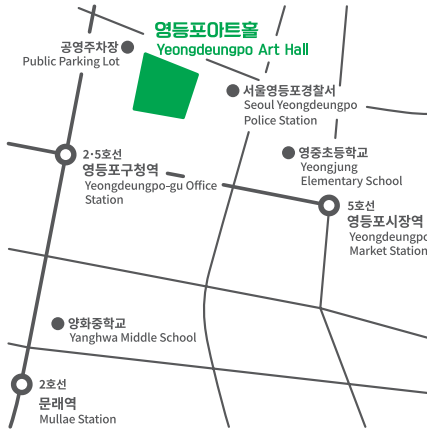 영등포아트홀
Yeongdeungpo Art Hall
공영주차장
Public Parking Lot
서울영등포경찰서
Seoul Yeongdeungpo
Police Station
2·5호선
영등포구청역
Yeongdeungpo-gu Office
Station
영중초등학교
Yeongjung
Elementary School
5호선
영등포시장역
Yeongdeungpo
Market Station
양화중학교
Yanghwa Middle School
2호선
문래역
Mullae Station